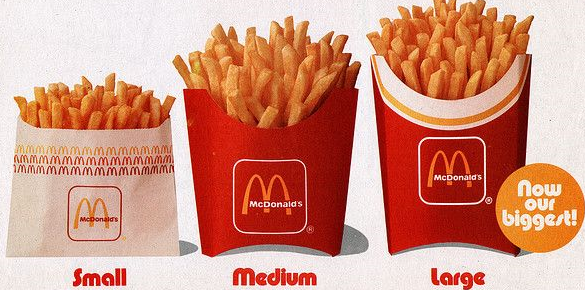 McDonald's
McDonald's ®
McDonald's ®
Now
our
biggest!
Small
Medium
Large